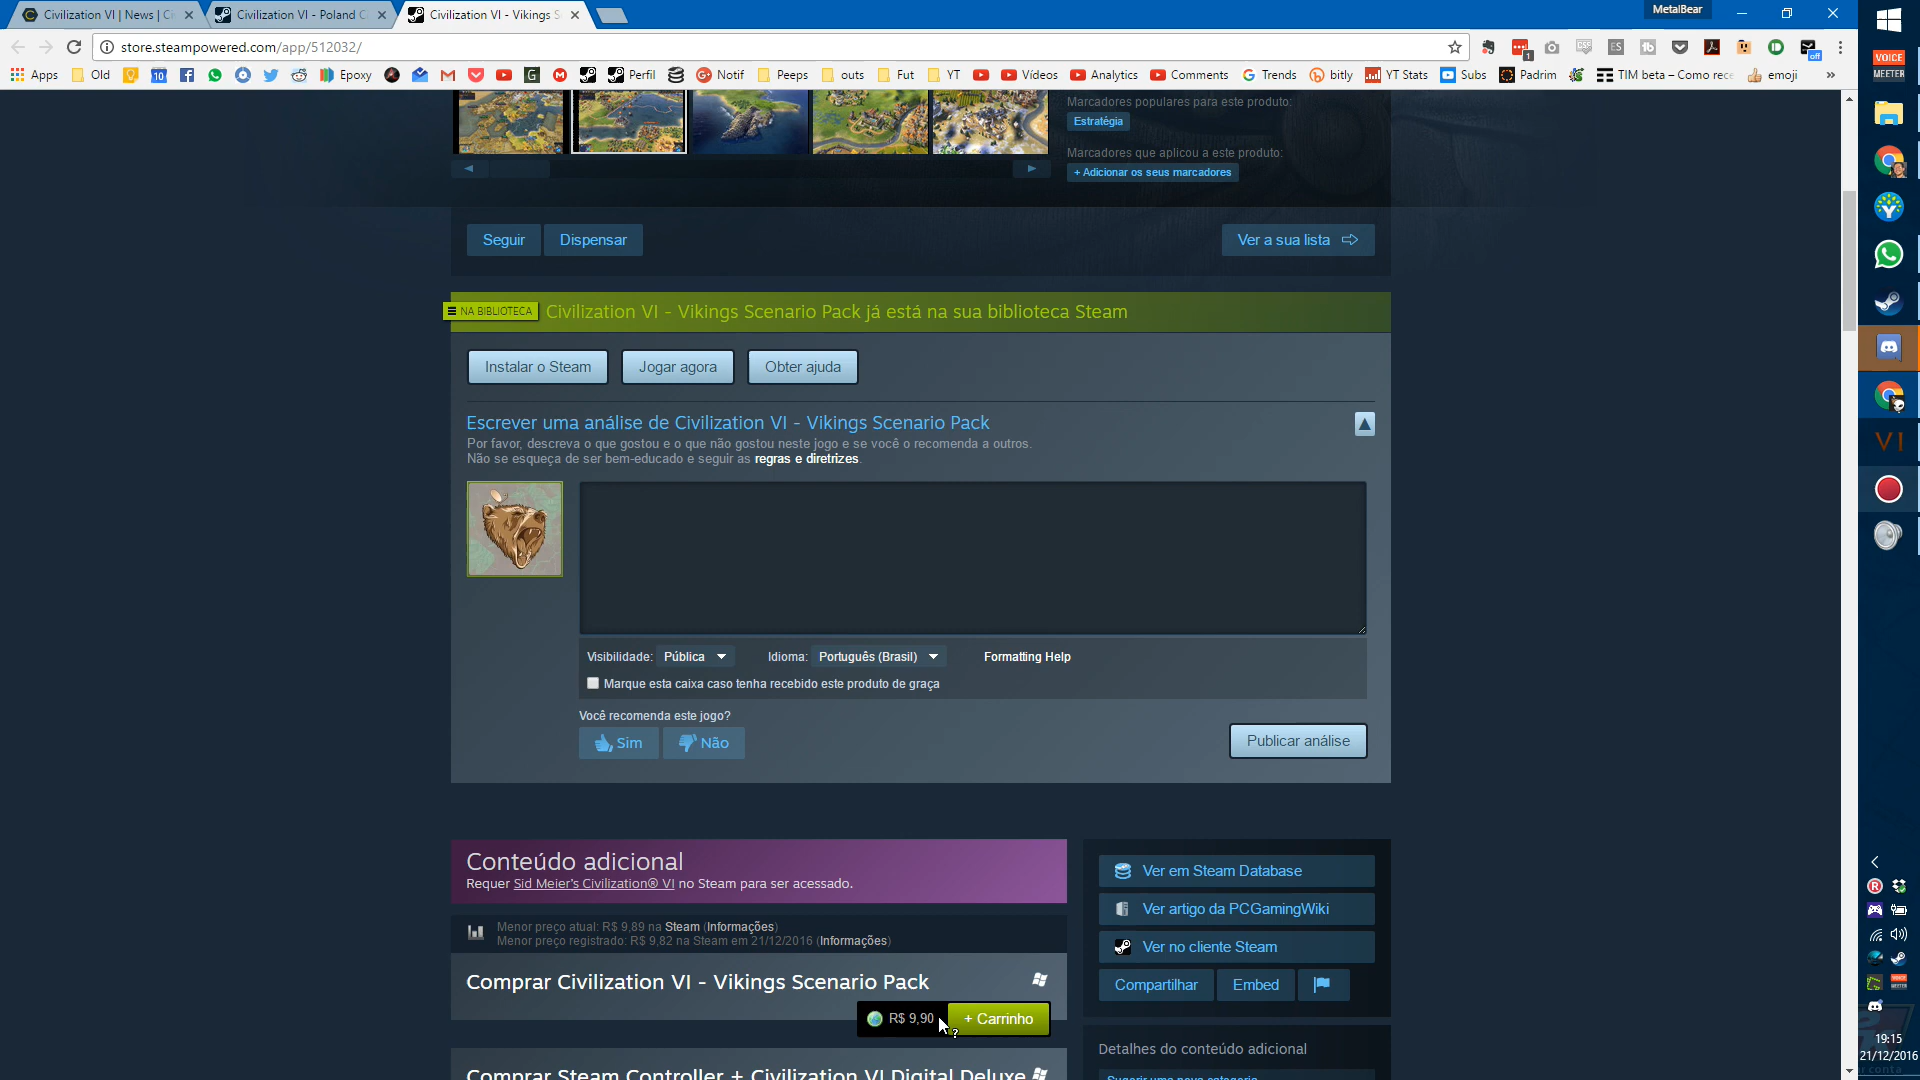 Civilization VI | News | Ci
Civilization VI - Poland C
Civilization VI - Vikings S
MetalBear
store.steampowered.com/app/512032/
Apps
Old
Epoxy
Perfil
Notif
Peeps
outs
Fut
YT
Vídeos
Analytics
Comments
Trends
bitly
YT Stats
Subs
Padrim
TIM beta – Como rece
emoji
VOICE
MEETER
Marcadores populares para este produto:
Estratégia
Marcadores que aplicou a este produto:
+ Adicionar os seus marcadores
Seguir
Dispensar
Ver a sua lista
NA BIBLIOTECA
Civilization VI - Vikings Scenario Pack já está na sua biblioteca Steam
Instalar o Steam
Jogar agora
Obter ajuda
Escrever uma análise de Civilization VI - Vikings Scenario Pack
Por favor, descreva o que gostou e o que não gostou neste jogo e se você o recomenda a outros.
Não se esqueça de ser bem-educado e seguir as regras e diretrizes.
Visibilidade: Pública
Idioma: Português (Brasil)
Formatting Help
Marque esta caixa caso tenha recebido este produto de graça
Você recomenda este jogo?
Sim
Não
Publicar análise
Conteúdo adicional
Requer Sid Meier's Civilization® VI no Steam para ser acessado.
Menor preço atual: R$ 9,89 na Steam (Informações)
Menor preço registrado: R$ 9,82 na Steam em 21/12/2016 (Informações)
Comprar Civilization VI - Vikings Scenario Pack
R$ 9,90
+ Carrinho
Comprar Steam Controller + Civilization VI Digital Deluxe
Ver em Steam Database
Ver artigo da PCGamingWiki
Ver no cliente Steam
Compartilhar
Embed
Detalhes do conteúdo adicional
Sugerir uma nova categoria
VI
19:15
21/12/2016